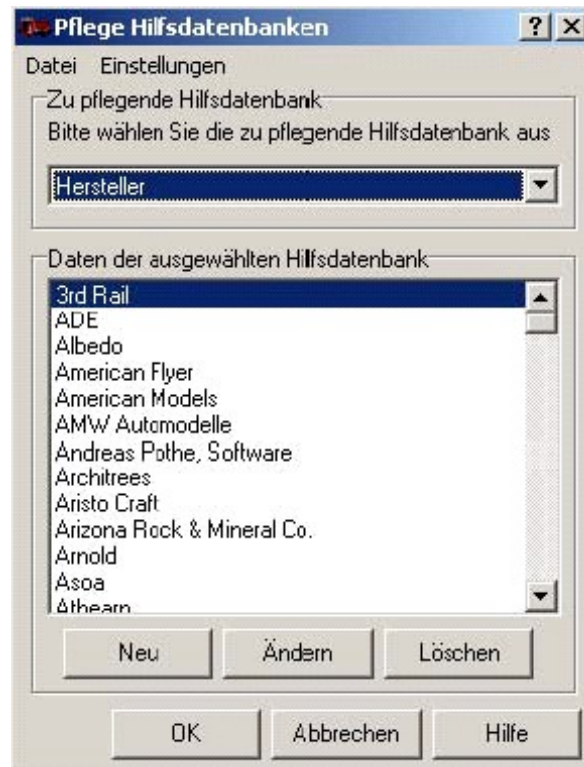 Pflege Hilfsdatenbanken
Datei Einstellungen
Zu pflegende Hilfsdatenbank
Bitte wählen Sie die zu pflegende Hilfsdatenbank aus
Hersteller
Daten der ausgewählten Hilfsdatenbank
3rd Rail
ADE
Albedo
American Flyer
American Models
AMW Automodelle
Andreas Pothe, Software
Architrees
Aristo Craft
Arizona Rock & Mineral Co.
Arnold
Asoa
Athearn
Neu Ändern Löschen
OK Abbrechen Hilfe